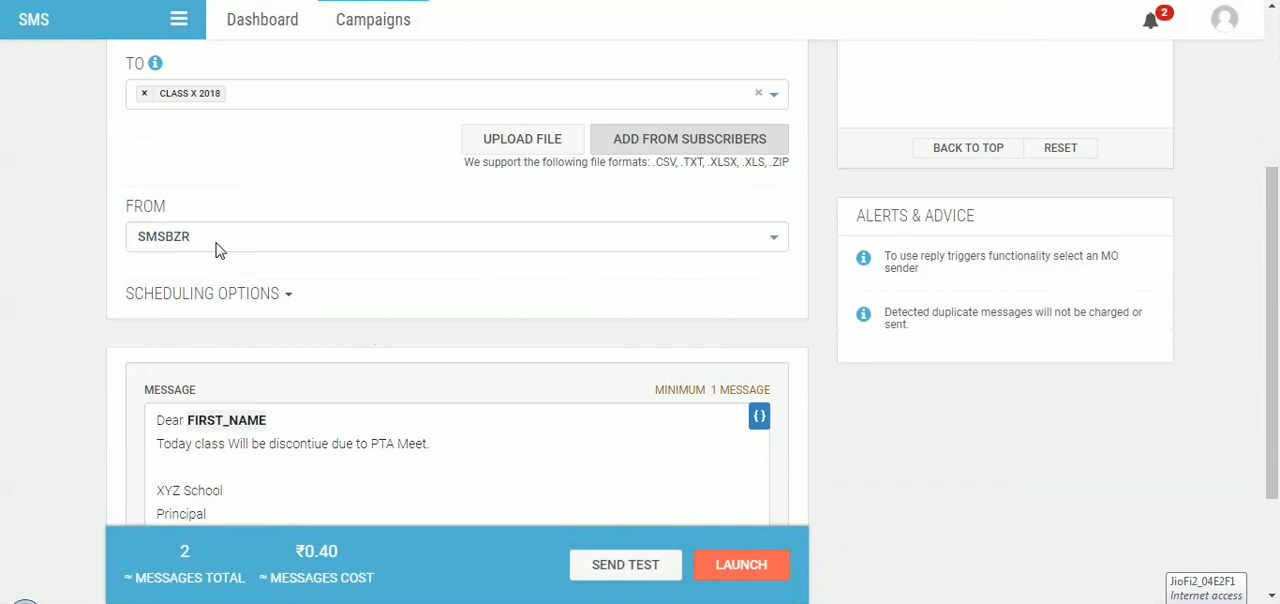 SMS
Dashboard
Campaigns
2
TO
× CLASS X 2018
×
UPLOAD FILE
ADD FROM SUBSCRIBERS
We support the following file formats: .CSV, .TXT, .XLSX, .XLS, .ZIP
FROM
SMSBZR
SCHEDULING OPTIONS
BACK TO TOP
RESET
ALERTS & ADVICE
To use reply triggers functionality select an MO
sender
Detected duplicate messages will not be charged or
sent.
MESSAGE
MINIMUM 1 MESSAGE
{ }
Dear FIRST_NAME
Today class Will be discontiue due to PTA Meet.
XYZ School
Principal
2
≈ MESSAGES TOTAL
₹0.40
≈ MESSAGES COST
SEND TEST
LAUNCH
JioFi2_04E2F1
Internet access